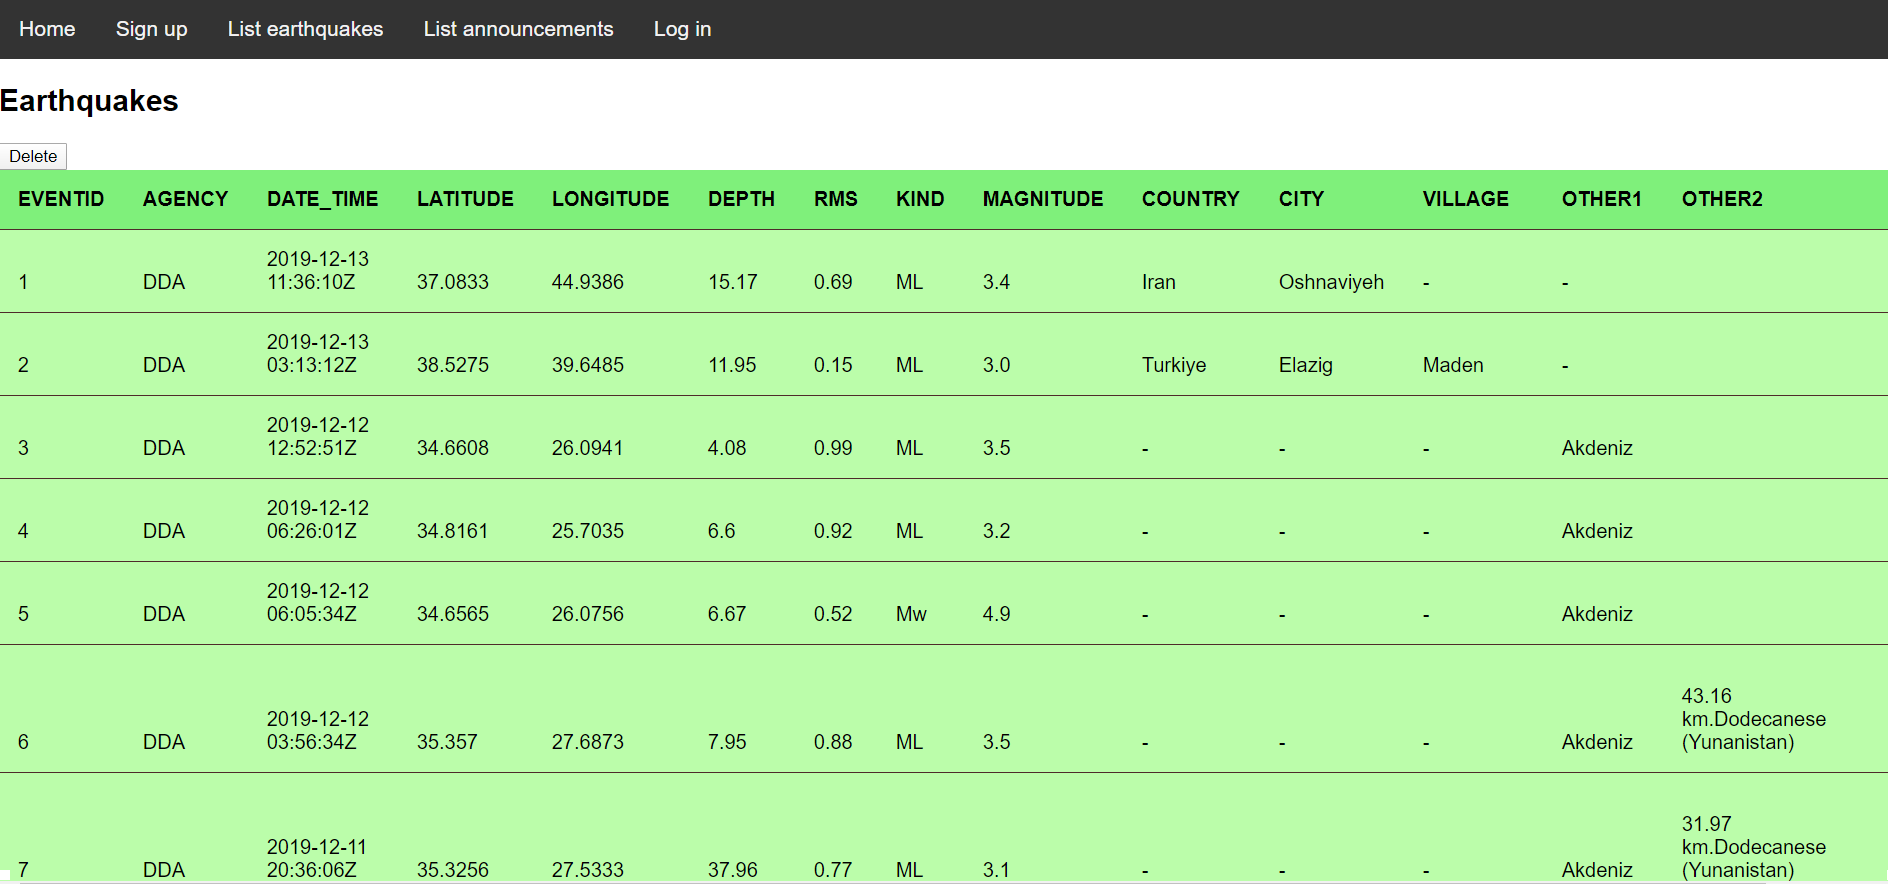 Home Sign up List earthquakes List announcements Log in
Earthquakes
Delete
EVENTID AGENCY DATE_TIME LATITUDE LONGITUDE DEPTH RMS KIND MAGNITUDE COUNTRY CITY VILLAGE OTHER1 OTHER2
2019-12-13
1 DDA 11:36:10Z 37.0833 44.9386 15.17 0.69 ML 3.4 Iran Oshnaviyeh - -
2019-12-13
2 DDA 03:13:12Z 38.5275 39.6485 11.95 0.15 ML 3.0 Turkiye Elazig Maden -
2019-12-12
3 DDA 12:52:51Z 34.6608 26.0941 4.08 0.99 ML 3.5 - - - Akdeniz
2019-12-12
4 DDA 06:26:01Z 34.8161 25.7035 6.6 0.92 ML 3.2 - - - Akdeniz
2019-12-12
5 DDA 06:05:34Z 34.6565 26.0756 6.67 0.52 Mw 4.9 - - - Akdeniz
43.16
2019-12-12 km.Dodecanese
6 DDA 03:56:34Z 35.357 27.6873 7.95 0.88 ML 3.5 - - - Akdeniz (Yunanistan)
31.97
2019-12-11 km.Dodecanese
7 DDA 20:36:06Z 35.3256 27.5333 37.96 0.77 ML 3.1 - - - Akdeniz (Yunanistan)